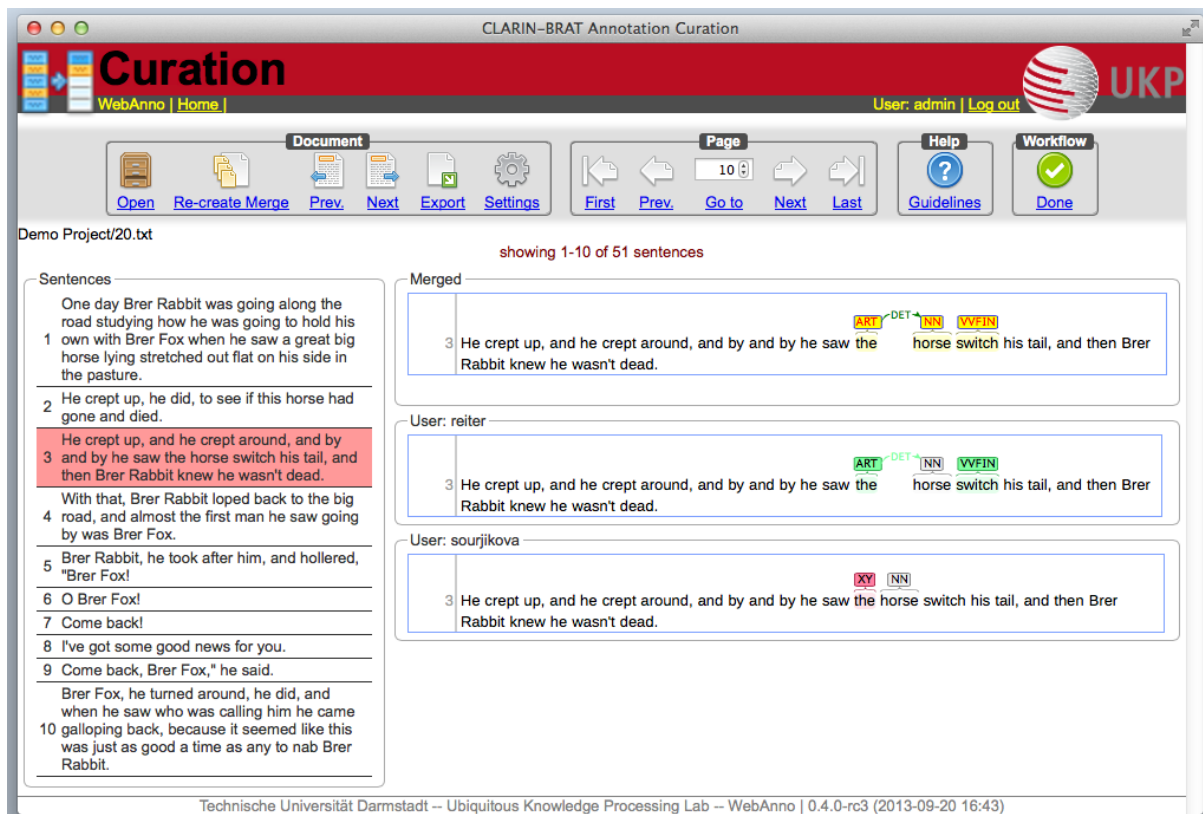 CLARIN-BRAT Annotation Curation
Curation
UKP
WebAnno | Home |
User: admin | Log out
Document
Page
Help
Workflow
10
Open Re-create Merge Prev. Next Export Settings
First Prev. Go to Next Last
Guidelines
Done
Demo Project/20.txt
showing 1-10 of 51 sentences
Sentences
One day Brer Rabbit was going along the
road studying how he was going to hold his
1 own with Brer Fox when he saw a great big
horse lying stretched out flat on his side in
the pasture.
2 He crept up, he did, to see if this horse had
gone and died.
He crept up, and he crept around, and by
3 and by he saw the horse switch his tail, and
then Brer Rabbit knew he wasn't dead.
With that, Brer Rabbit loped back to the big
4 road, and almost the first man he saw going
by was Brer Fox.
5 Brer Rabbit, he took after him, and hollered,
"Brer Fox!
6 O Brer Fox!
7 Come back!
8 I've got some good news for you.
9 Come back, Brer Fox," he said.
Brer Fox, he turned around, he did, and
when he saw who was calling him he came
10 galloping back, because it seemed like this
was just as good a time as any to nab Brer
Rabbit.
Merged
ART DET NN VVFIN
3 He crept up, and he crept around, and by and by he saw the horse switch his tail, and then Brer
Rabbit knew he wasn't dead.
User: reiter
ART DET NN VVFIN
3 He crept up, and he crept around, and by and by he saw the horse switch his tail, and then Brer
Rabbit knew he wasn't dead.
User: sourjikova
XY NN
3 He crept up, and he crept around, and by and by he saw the horse switch his tail, and then Brer
Rabbit knew he wasn't dead.
Technische Universität Darmstadt -- Ubiquitous Knowledge Processing Lab -- WebAnno | 0.4.0-rc3 (2013-09-20 16:43)